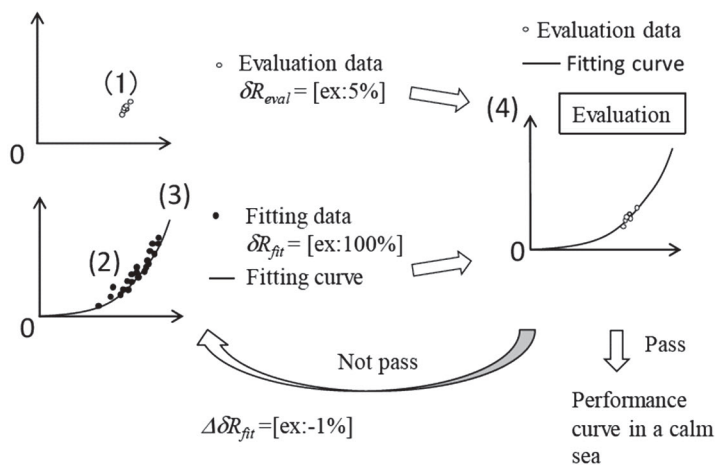 (1)
0
○ Evaluation data
δR_eval = [ex:5%]
(2)
(3)
0
● Fitting data
δR_fit = [ex:100%]
— Fitting curve
○ Evaluation data
— Fitting curve
(4)
Evaluation
0
Not pass
ΔδR_fit =[ex:-1%]
Pass
Performance
curve in a calm
sea